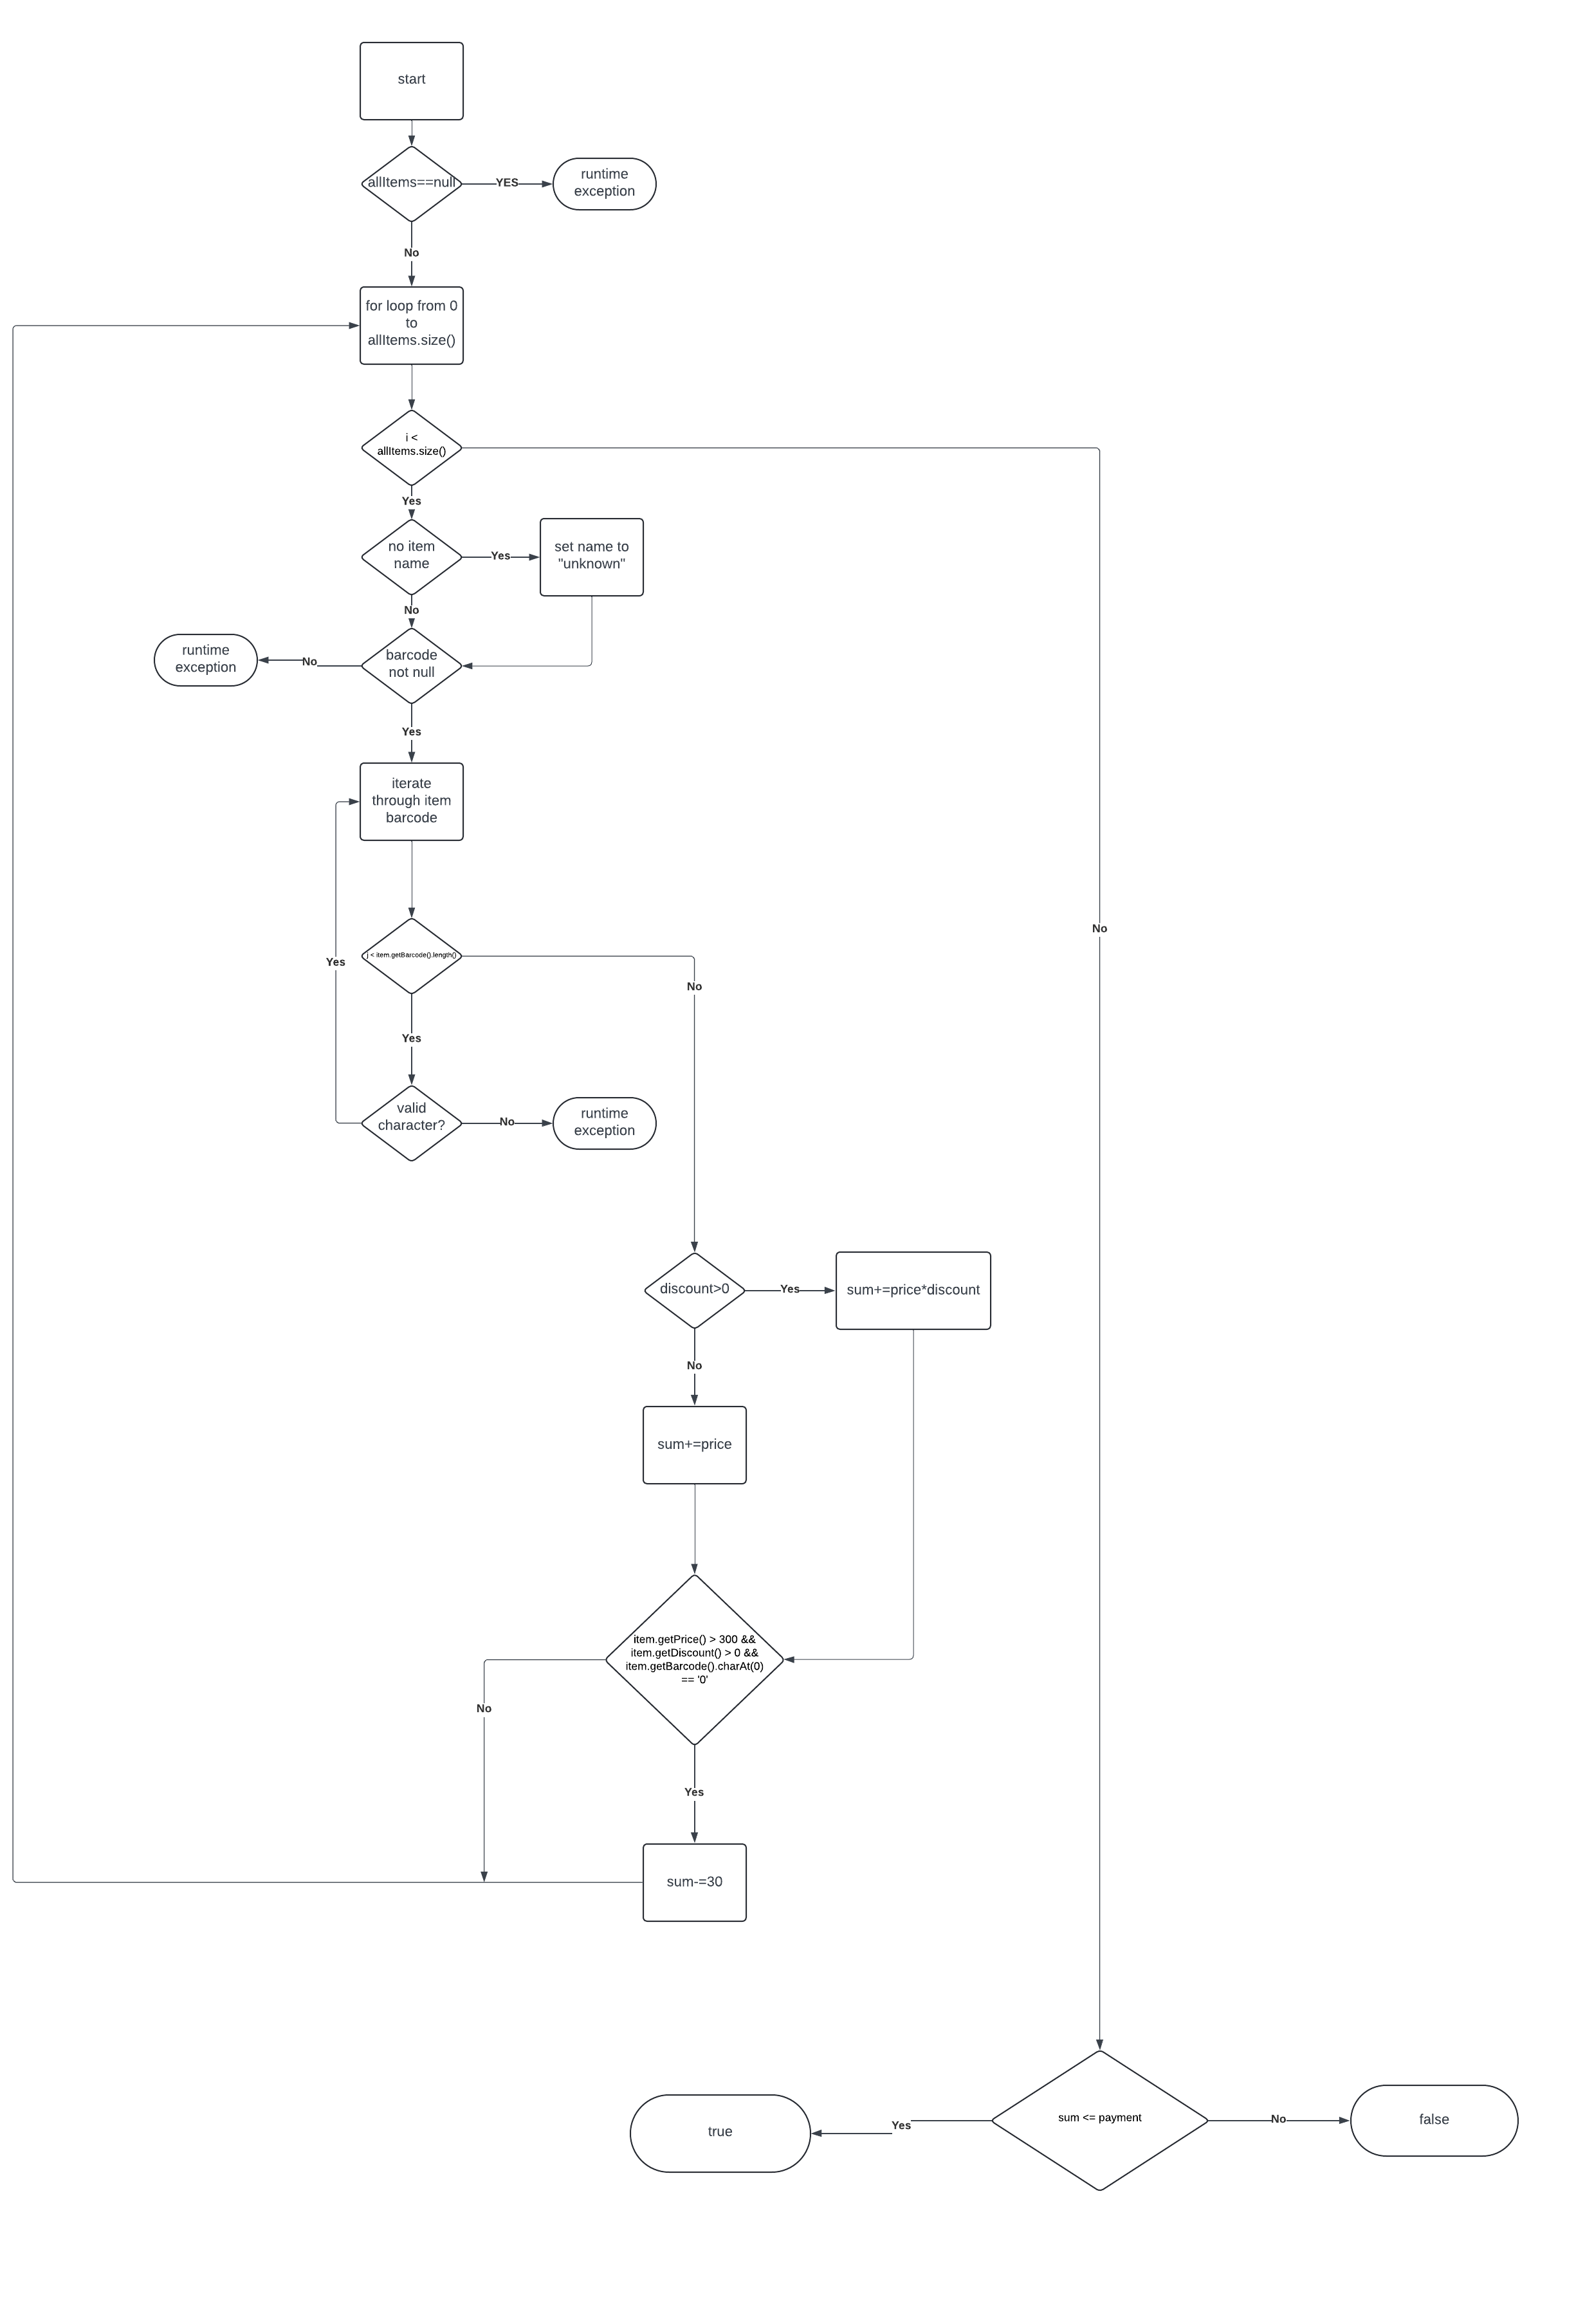 start
allItems==null
YES
runtime
exception
No
for loop from 0
to
allItems.size()
i <
allItems.size()
Yes
no item
name
Yes
set name to
"unknown"
No
barcode
not null
No
runtime
exception
Yes
iterate
through item
barcode
j < item.getBarcode().length()
No
Yes
Yes
valid
character?
No
runtime
exception
No
discount>0
Yes
sum+=price*discount
No
sum+=price
item.getPrice() > 300 &&
item.getDiscount() > 0 &&
item.getBarcode().charAt(0)
== '0'
No
Yes
sum-=30
sum <= payment
Yes
true
No
false